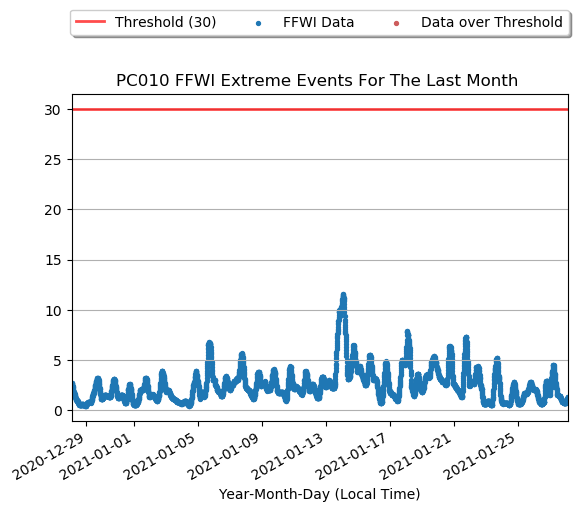 Threshold (30) FFWI Data Data over Threshold
PC010 FFWI Extreme Events For The Last Month
30
25
20
15
10
5
0
2020-12-29 2021-01-01 2021-01-05 2021-01-09 2021-01-13 2021-01-17 2021-01-21 2021-01-25
Year-Month-Day (Local Time)